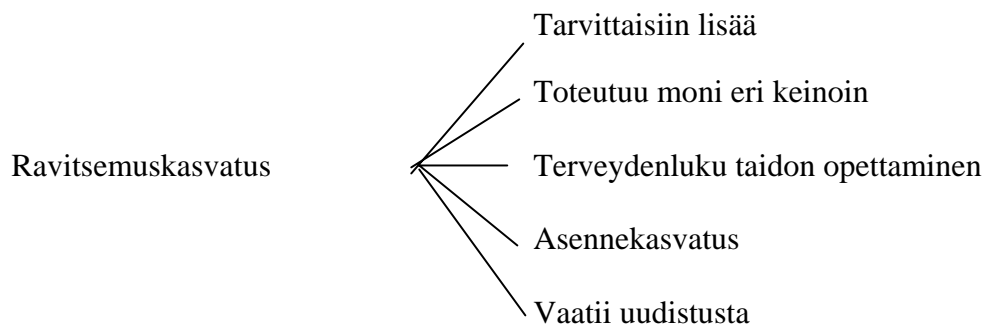 Tarvittaisiin lisää
Toteutuu moni eri keinoin
Ravitsemuskasvatus
Terveydenluku taidon opettaminen
Asennekasvatus
Vaatii uudistusta